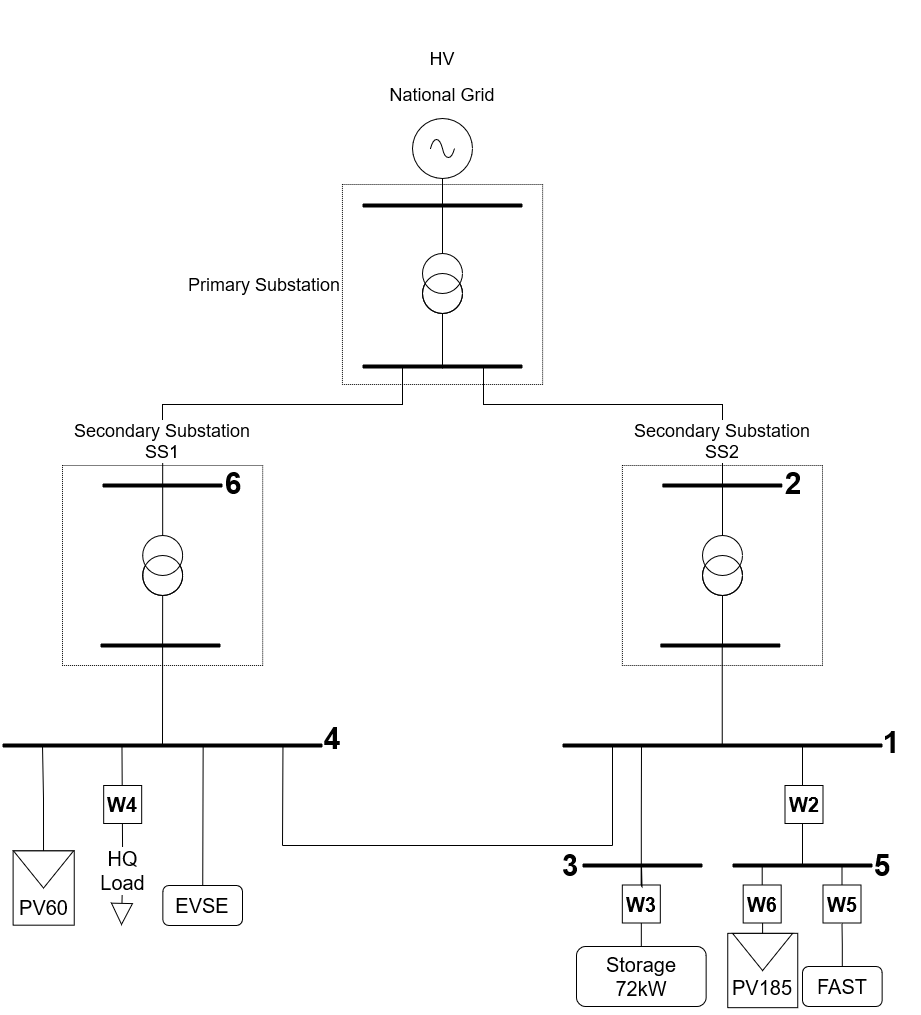 HV
National Grid
Primary Substation
Secondary Substation
SS1
Secondary Substation
SS2
6
2
4
1
W4
W2
HQ
Load
3
5
PV60
EVSE
W3
W6
W5
Storage
72kW
PV185
FAST